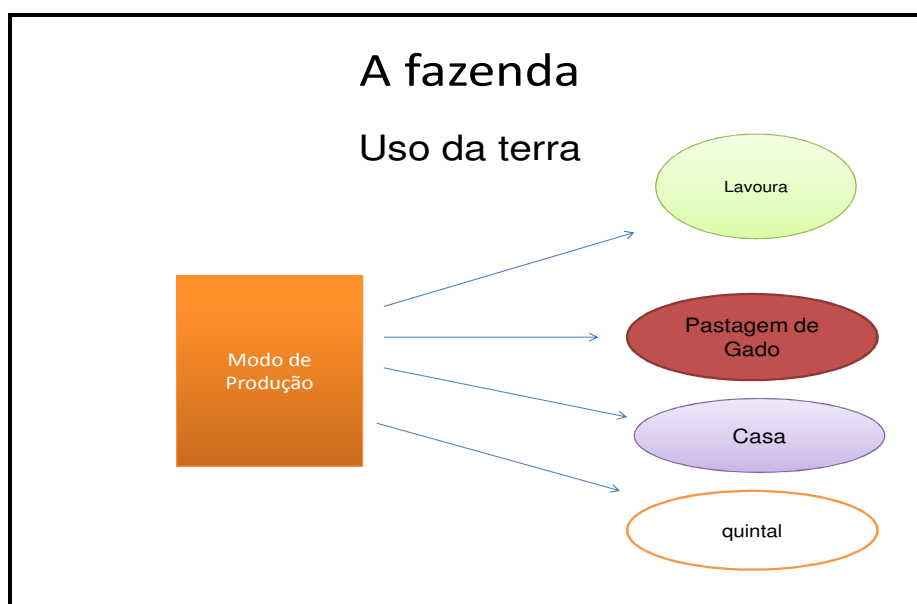 A fazenda
Uso da terra
Lavoura
Modo de
Produção
Pastagem de
Gado
Casa
quintal